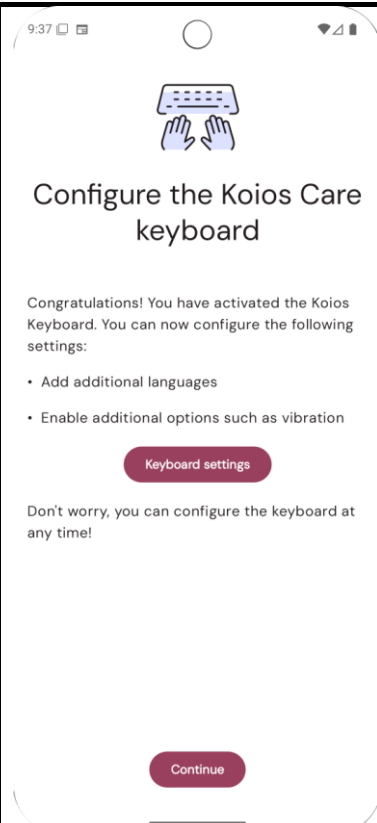 9:37
Configure the Koios Care
keyboard
Congratulations! You have activated the Koios
Keyboard. You can now configure the following
settings:
• Add additional languages
• Enable additional options such as vibration
Keyboard settings
Don't worry, you can configure the keyboard at
any time!
Continue